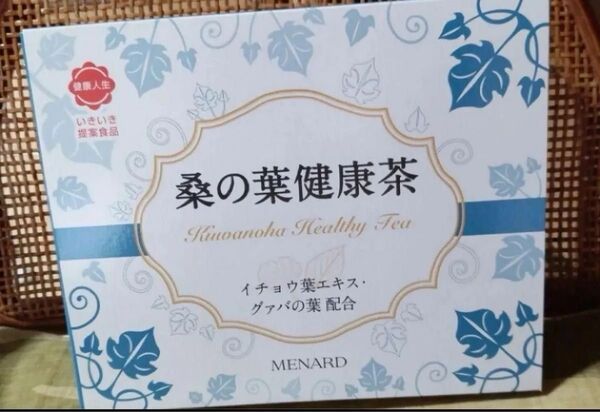 健康人生
いきいき
提案食品
桑の葉健康茶
Kuwanoha Healthy Tea
イチョウ葉エキス・
グァバの葉 配合
MENARD